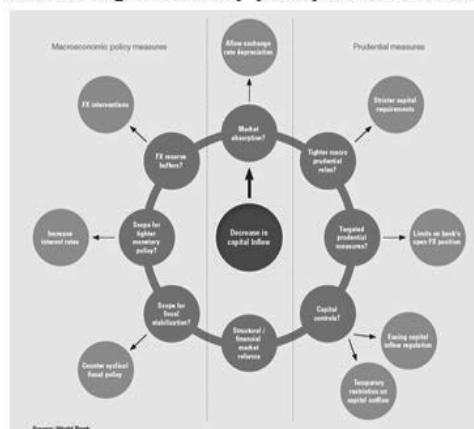 Macroeconomic policy measures
Prudential measures
Allow exchange
rate depreciation
FX interventions
Stricter capital
requirements
Market
absorption?
FX reserve
buffers?
Tighter macro
prudential
rules?
Increase
interest rates
Scope for
tighter
monetary
policy?
Decrease in
capital Inflow
Targeted
prudential
measures?
Limits on bank's
open FX position
Scope for
fiscal
stabilization?
Capital
controls?
Structural /
financial
market
reforms
Easing capital
inflow regulation
Counter cyclical
fiscal policy
Temporary
restriction on
capital outflow
Source: World Bank